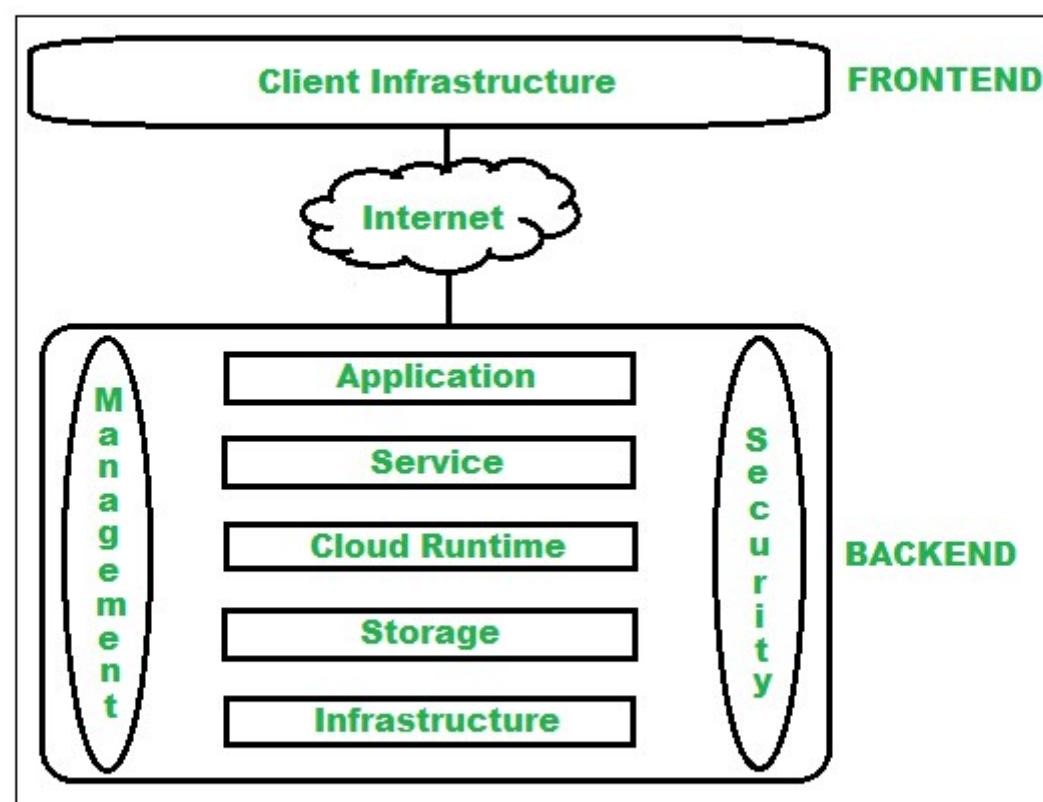 Client Infrastructure
FRONTEND
Internet
Application
Management
Service
Security
Cloud Runtime
BACKEND
Storage
Infrastructure